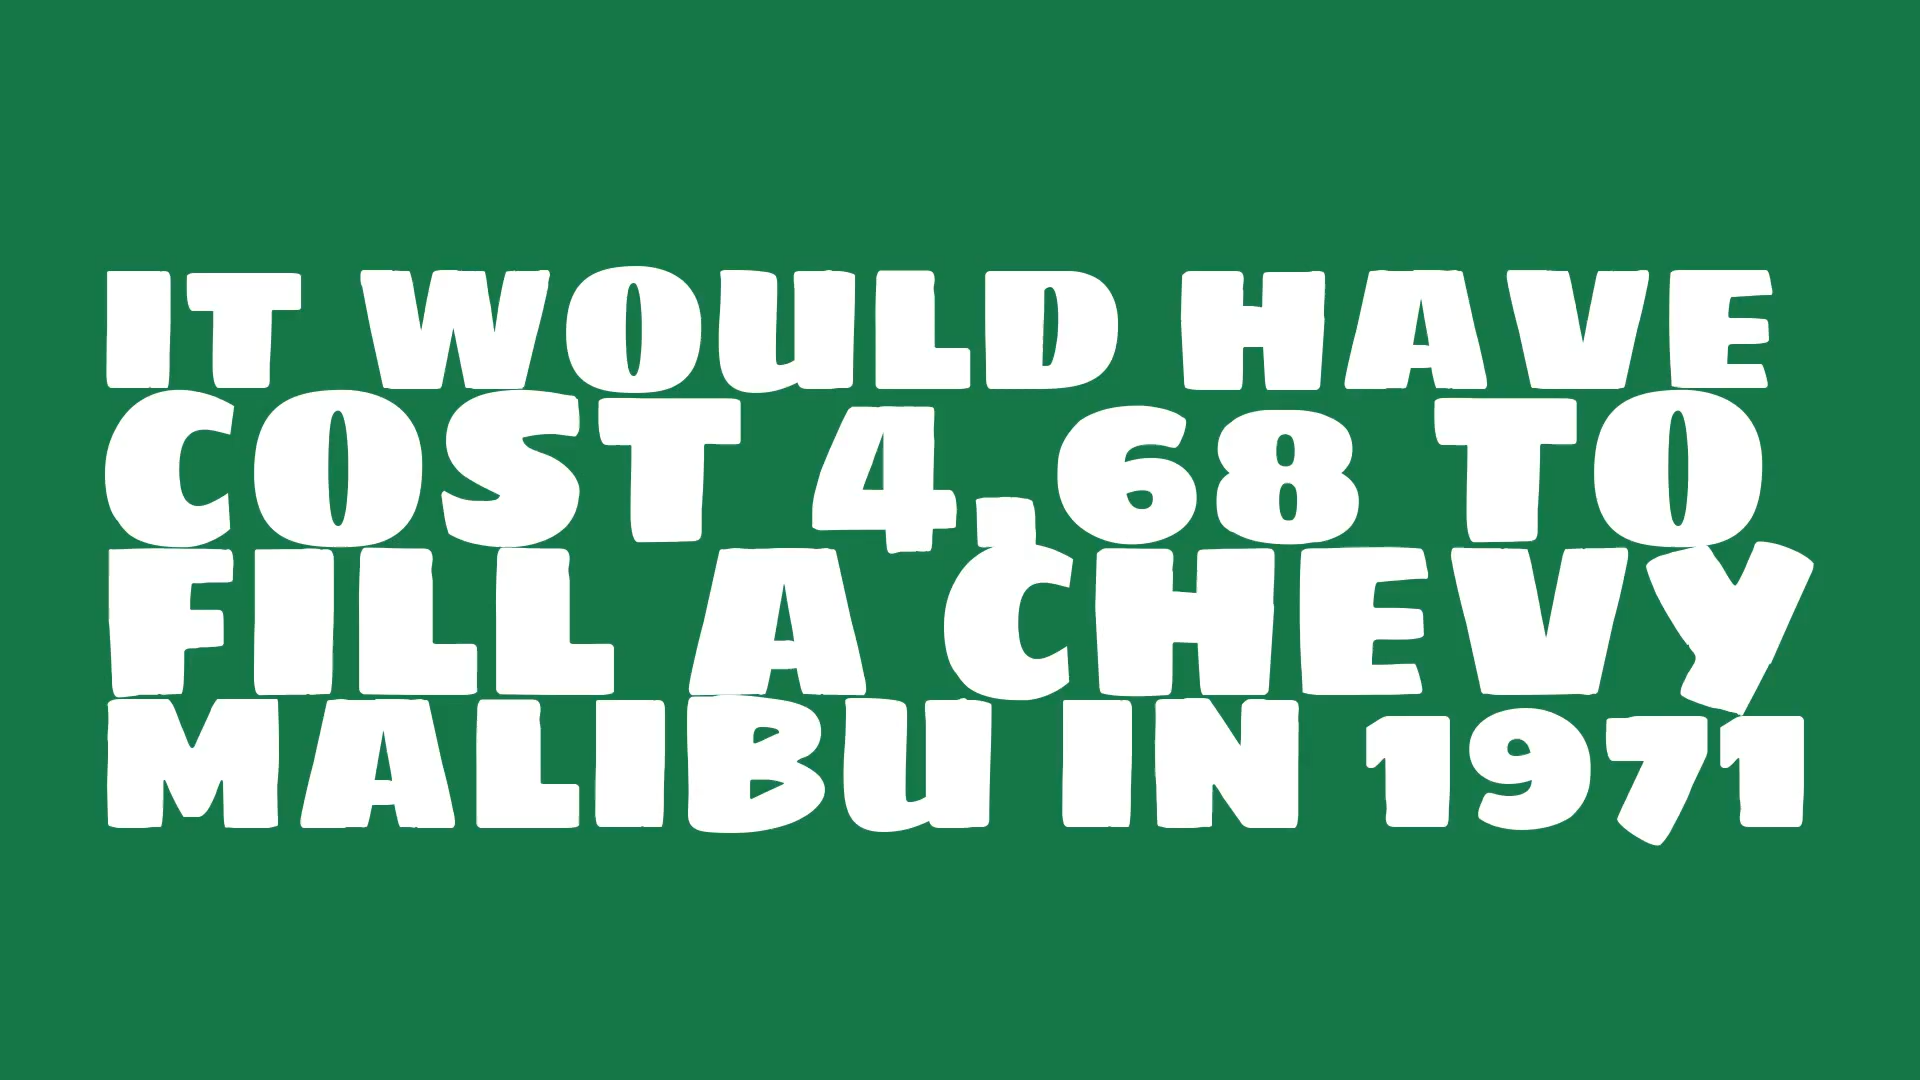 IT WOULD HAVE
COST 4.68 TO
FILL A CHEVY
MALIBU IN 1971